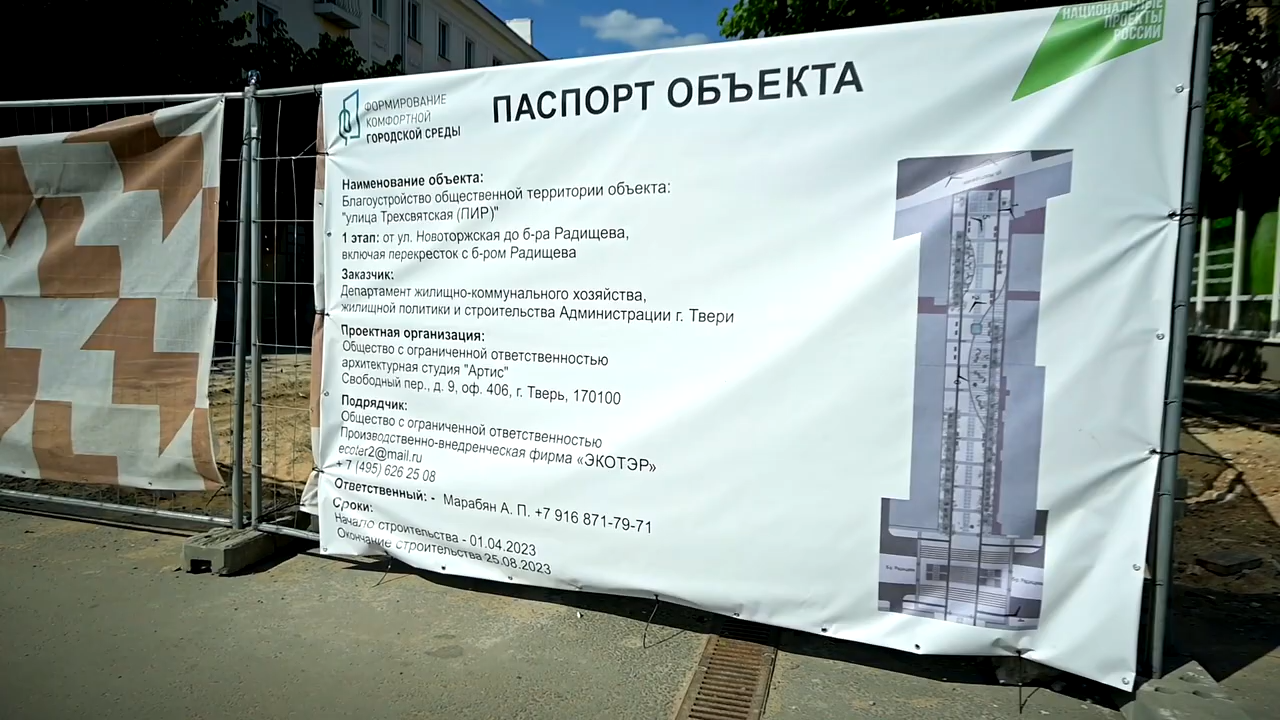 НАЦИОНАЛЬНЫЕ
ПРОЕКТЫ
РОССИИ
ФОРМИРОВАНИЕ
КОМФОРТНОЙ
ГОРОДСКОЙ СРЕДЫ
ПАСПОРТ ОБЪЕКТА
Наименование объекта:
Благоустройство общественной территории объекта:
"улица Трехсвятская (ПИР)"
1 этап: от ул. Новоторжская до б-ра Радищева,
включая перекресток с б-ром Радищева
Заказчик:
Департамент жилищно-коммунального хозяйства,
жилищной политики и строительства Администрации г. Твери
Проектная организация:
Общество с ограниченной ответственностью
архитектурная студия "Артис"
Свободный пер., д. 9, оф. 406, г. Тверь, 170100
Подрядчик:
Общество с ограниченной ответственностью
Производственно-внедренческая фирма «ЭКОТЭР»
ecoter2@mail.ru
+ 7 (495) 626 25 08
Ответственный: - Марабян А. П. +7 916 871-79-71
Сроки:
Начало строительства - 01.04.2023
Окончание строительства 25.08.2023
б-р. Радищева
б-р. Радищева